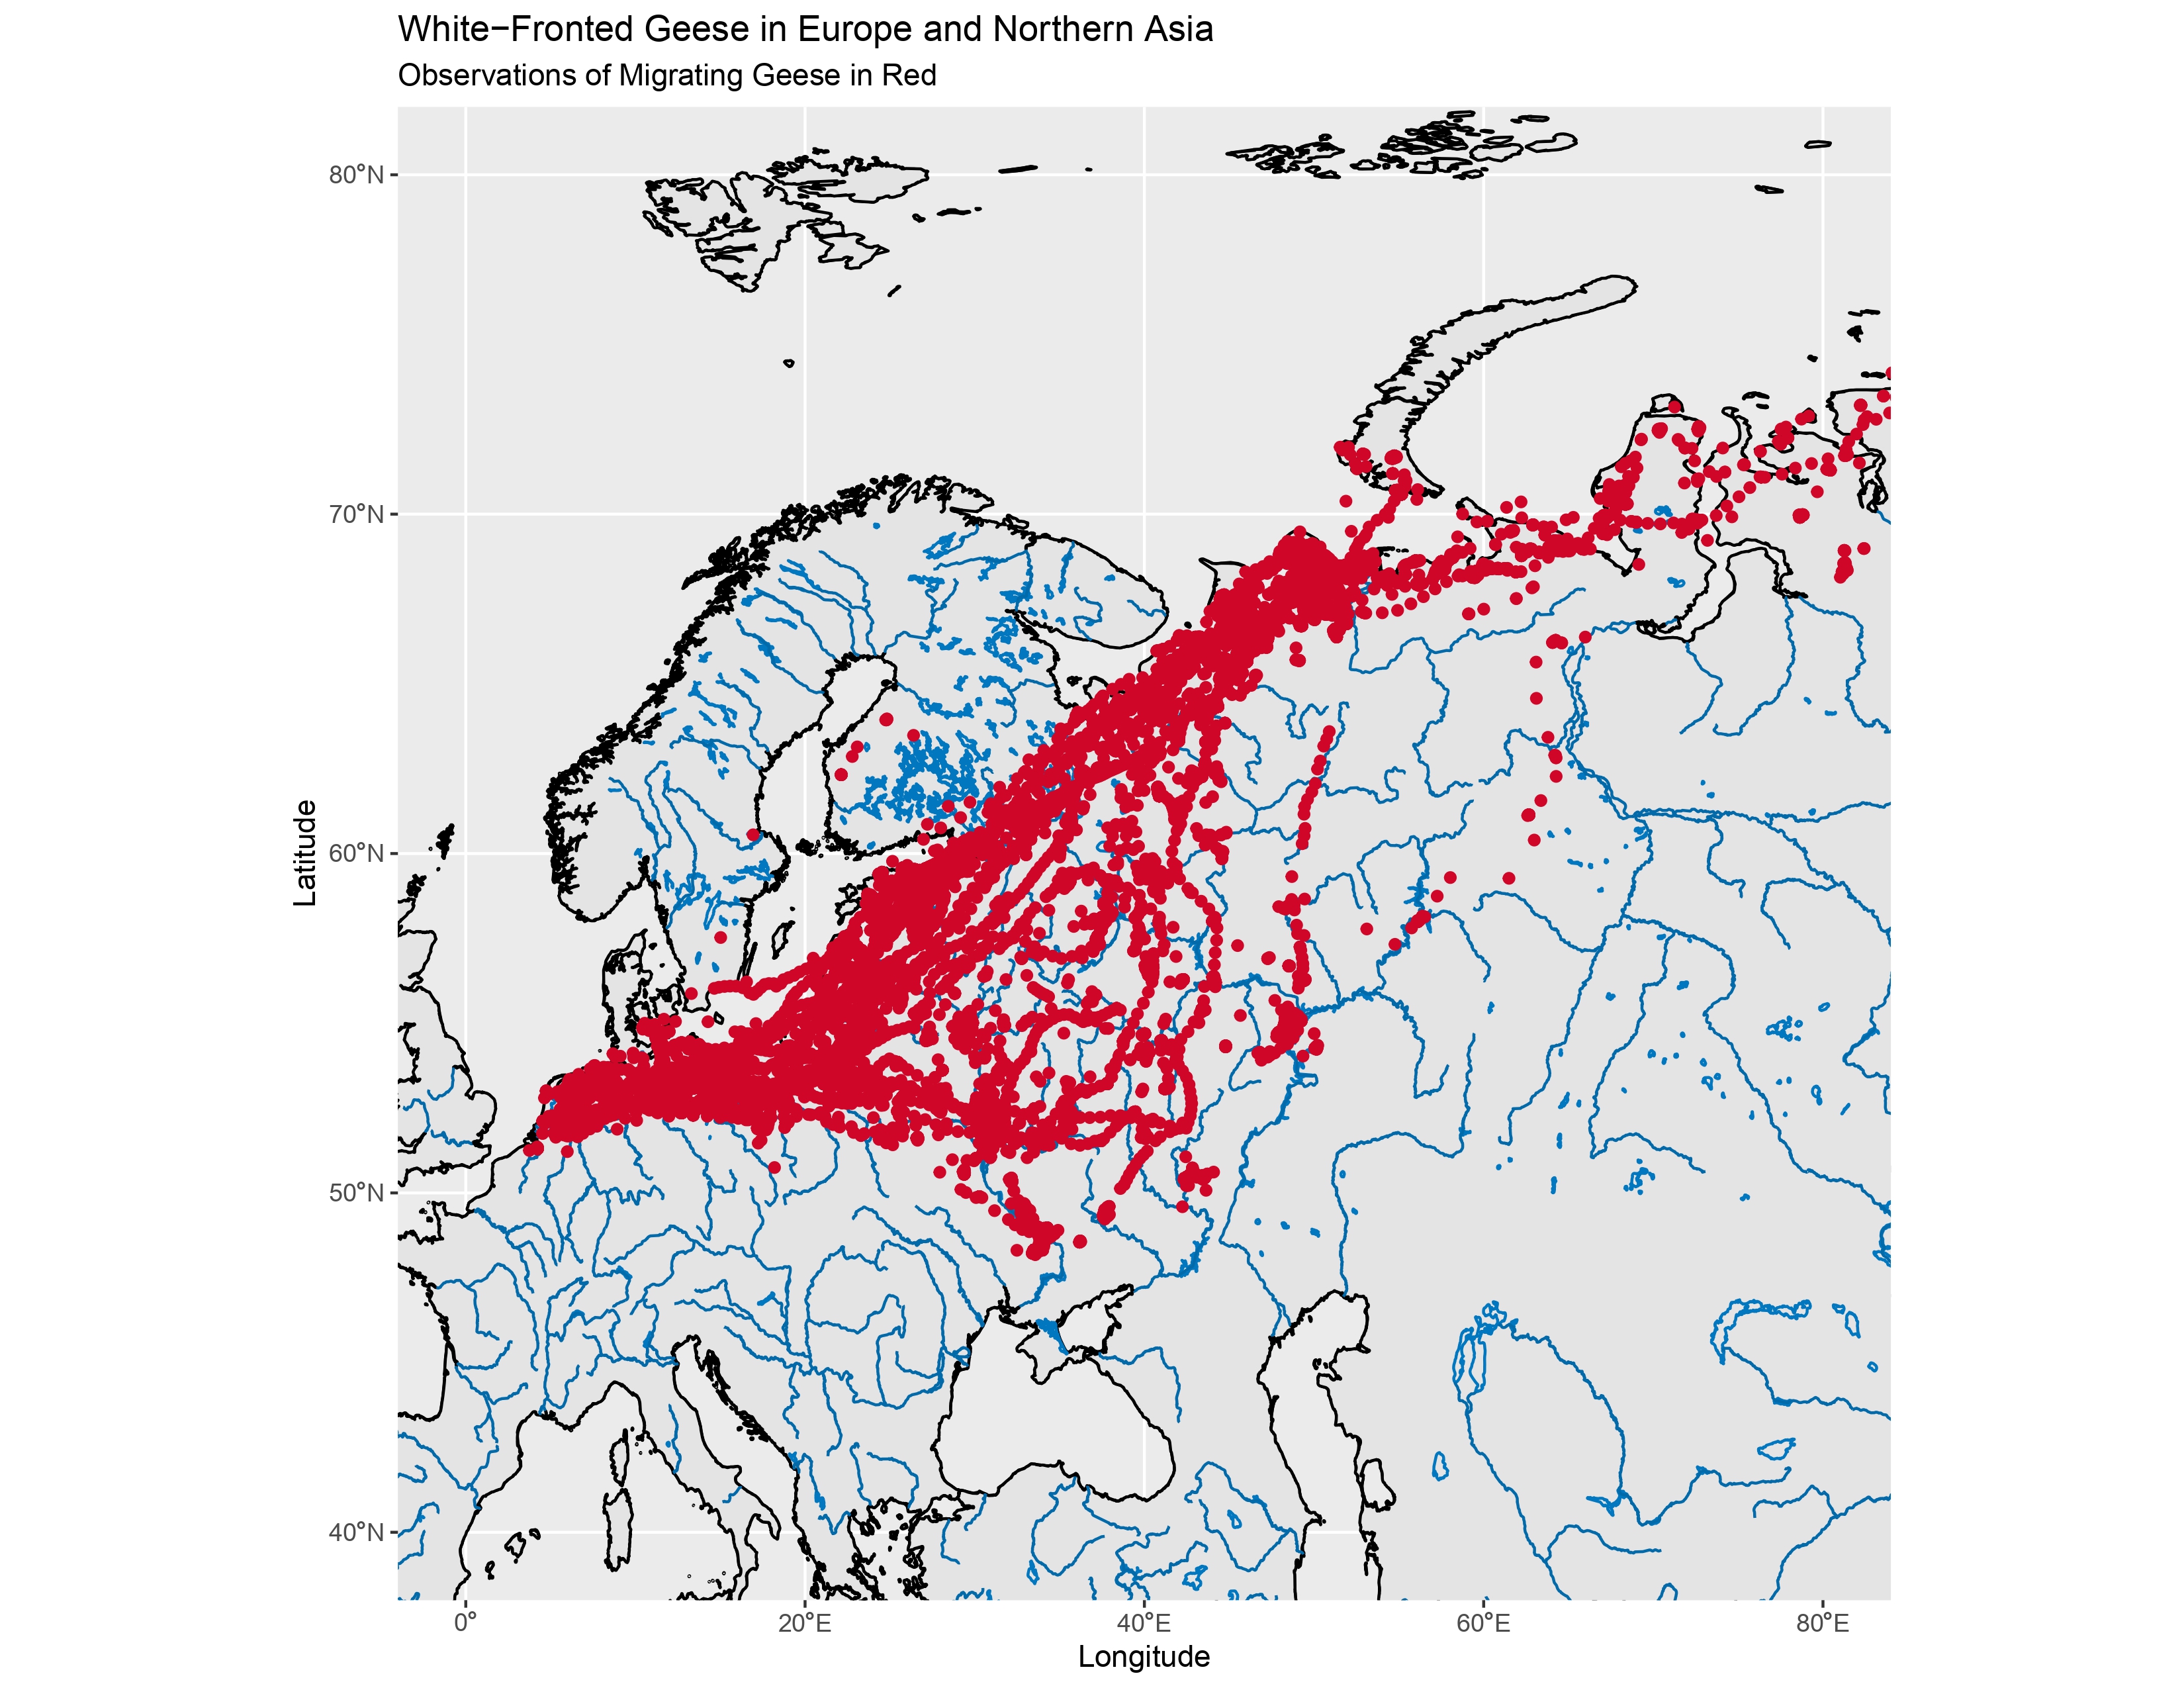 White−Fronted Geese in Europe and Northern Asia
Observations of Migrating Geese in Red
80°N
70°N
60°N
50°N
40°N
Latitude
0°
20°E
40°E
60°E
80°E
Longitude